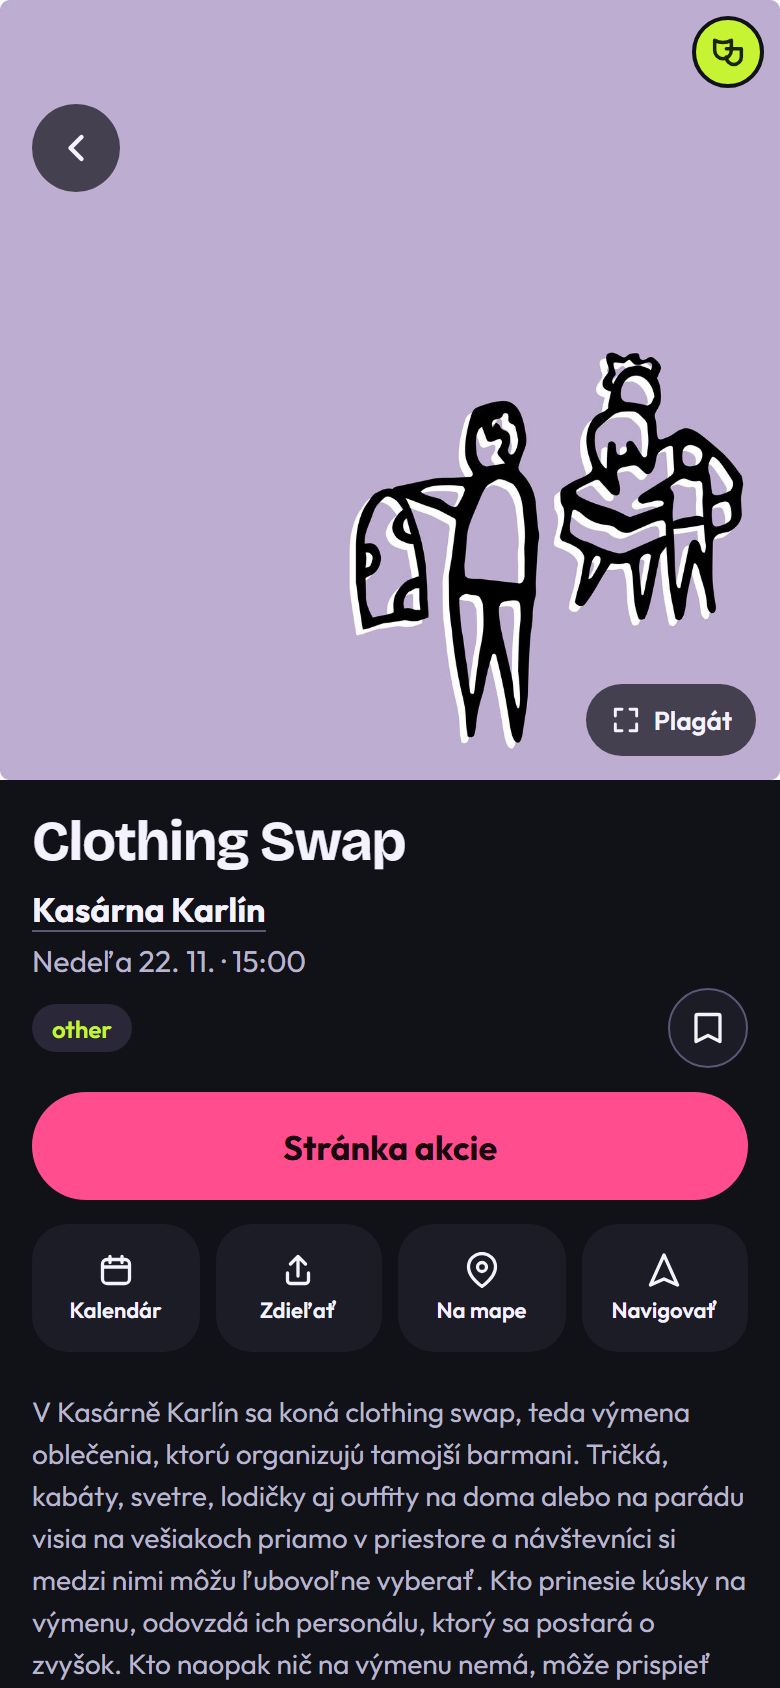 Plagát
Clothing Swap
Kasárna Karlín
Nedeľa 22. 11. · 15:00
other
Stránka akcie
Kalendár
Zdieľať
Na mape
Navigovať
V Kasárně Karlín sa koná clothing swap, teda výmena
oblečenia, ktorú organizujú tamojší barmani. Tričká,
kabáty, svetre, lodičky aj outfity na doma alebo na parádu
visia na vešiakoch priamo v priestore a návštevníci si
medzi nimi môžu ľubovoľne vyberať. Kto prinesie kúsky na
výmenu, odovzdá ich personálu, ktorý sa postará o
zvyšok. Kto naopak nič na výmenu nemá, môže prispieť